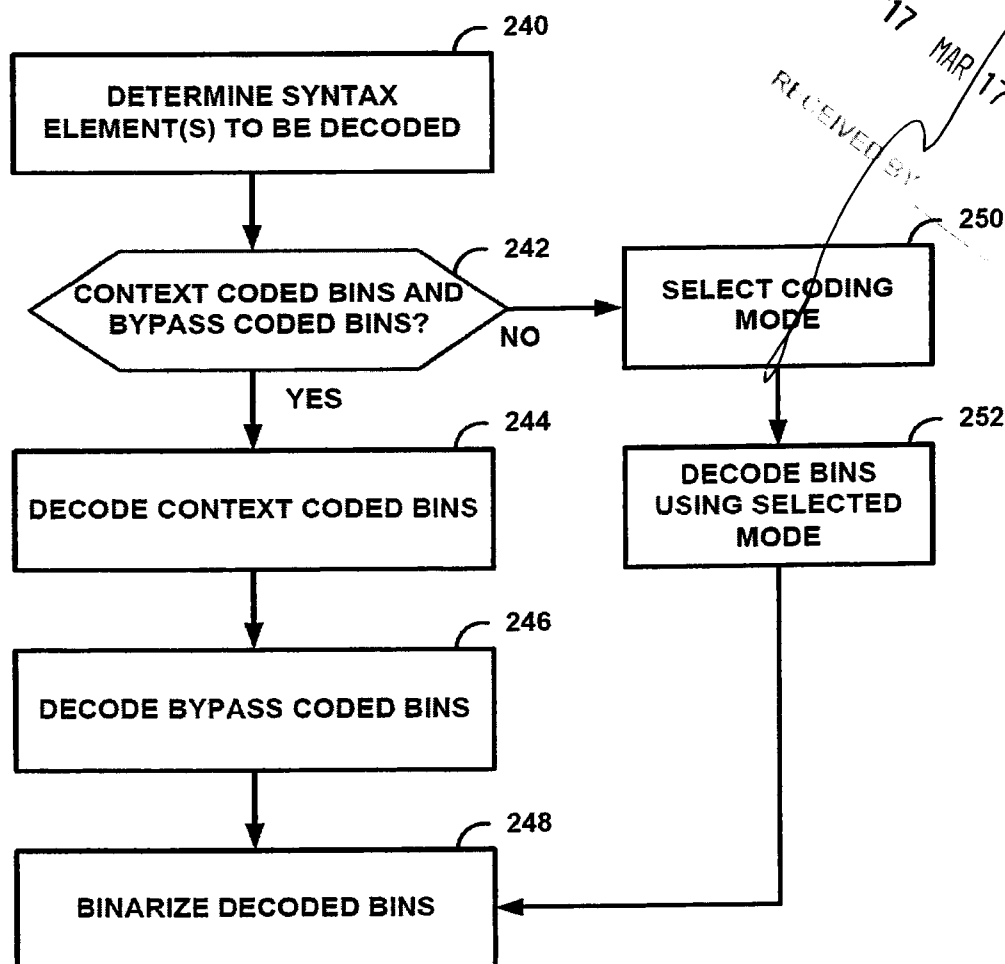 240
DETERMINE SYNTAX
ELEMENT(S) TO BE DECODED
17 MAR 17
RECEIVED BY
242
CONTEXT CODED BINS AND
BYPASS CODED BINS?
NO
YES
250
SELECT CODING
MODE
244
DECODE CONTEXT CODED BINS
252
DECODE BINS
USING SELECTED
MODE
246
DECODE BYPASS CODED BINS
248
BINARIZE DECODED BINS